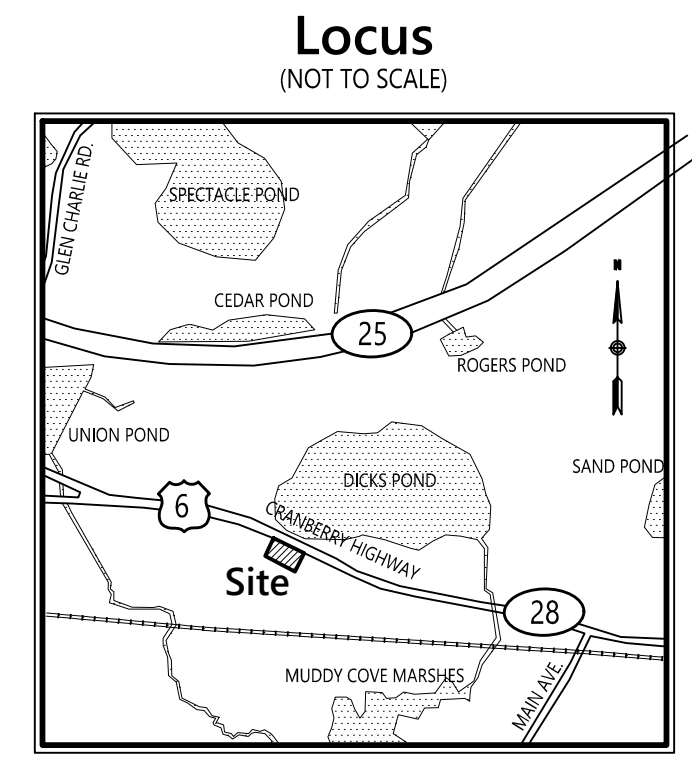 Locus
(NOT TO SCALE)
GLEN CHARLIE RD.
SPECTACLE POND
N
CEDAR POND
25
ROGERS POND
UNION POND
SAND POND
DICKS POND
6
CRANBERRY HIGHWAY
Site
28
MUDDY COVE MARSHES
MAIN AVE.